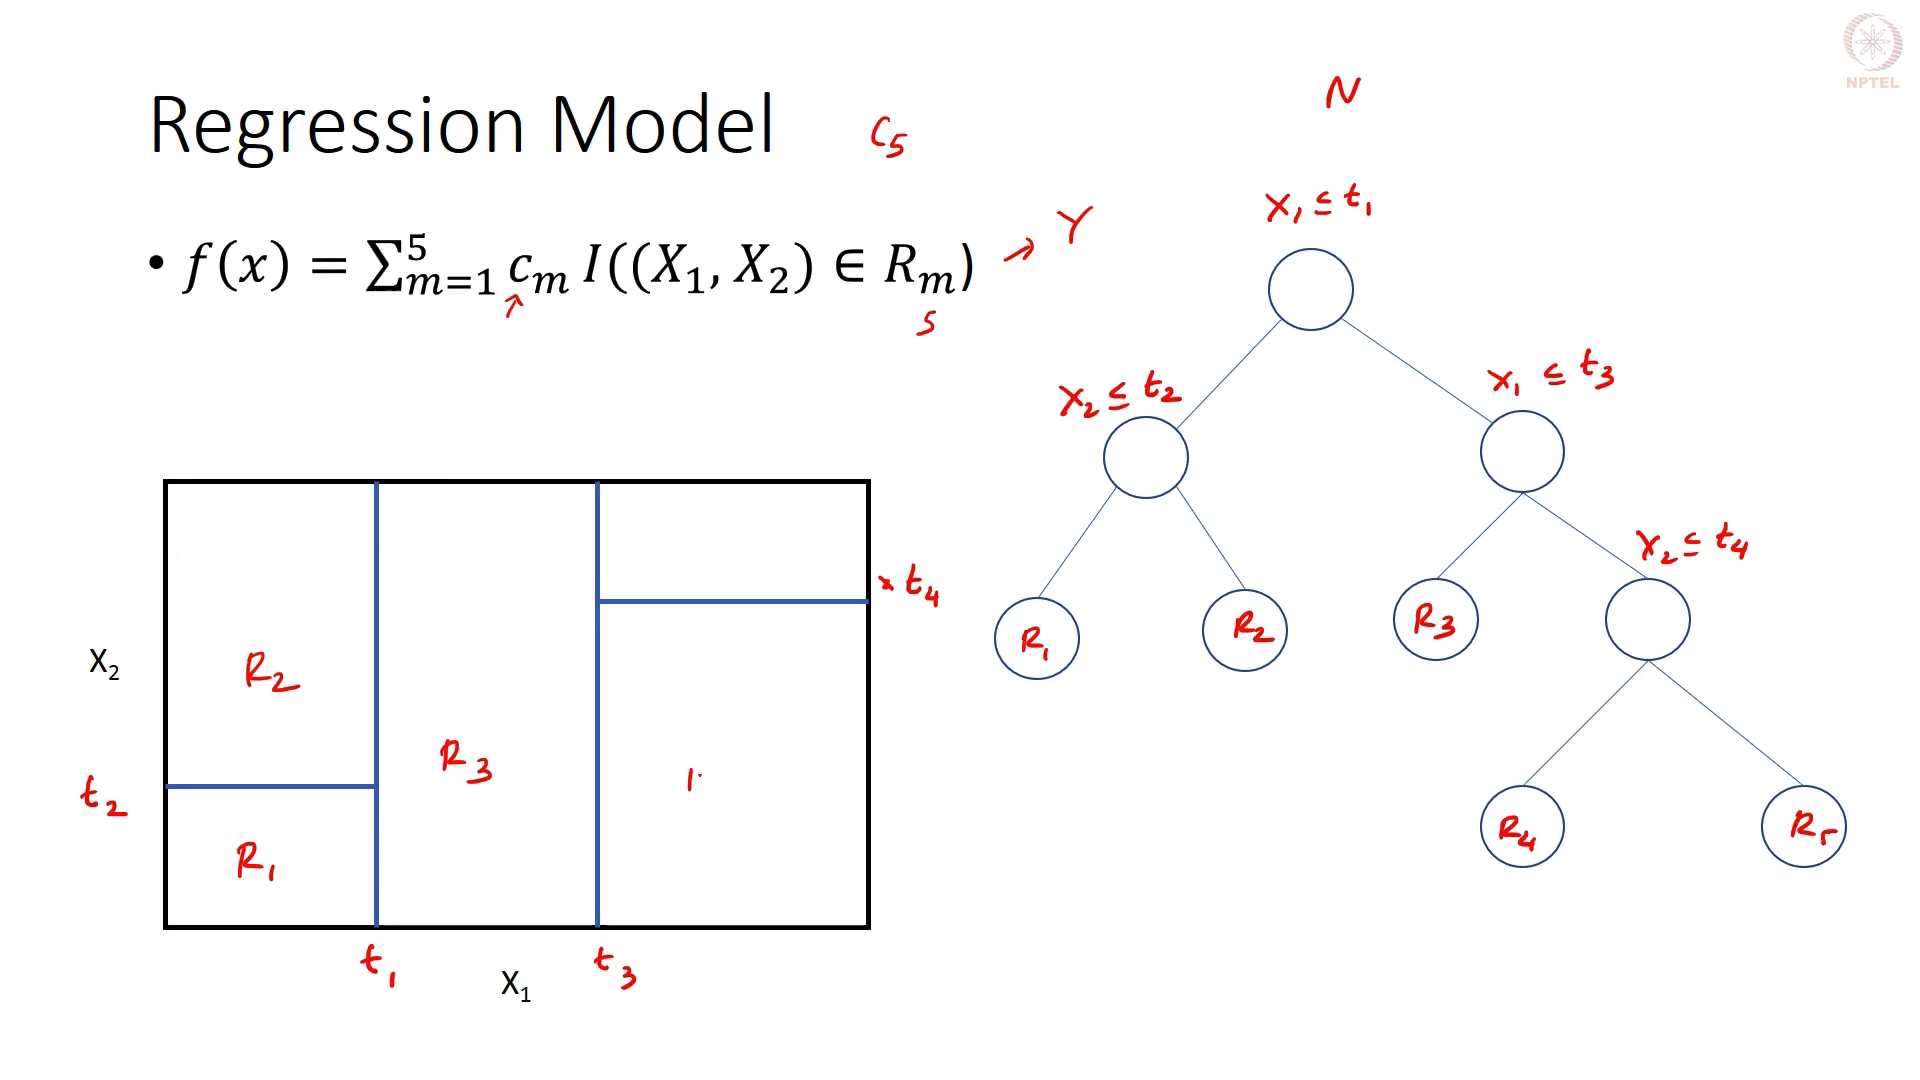 NPTEL
N
Regression Model
C5
X1 ≤ t1
Y
• f(x) = ∑⁵ₘ₌₁ cₘ I((X₁, X₂) ∈ Rₘ) →
↑
5
X2 ≤ t2
X1 ≤ t3
X2 ≤ t4
t4
R1
R2
R3
X₂
R2
R3
t2
R1
R4
R5
t1
t3
X₁